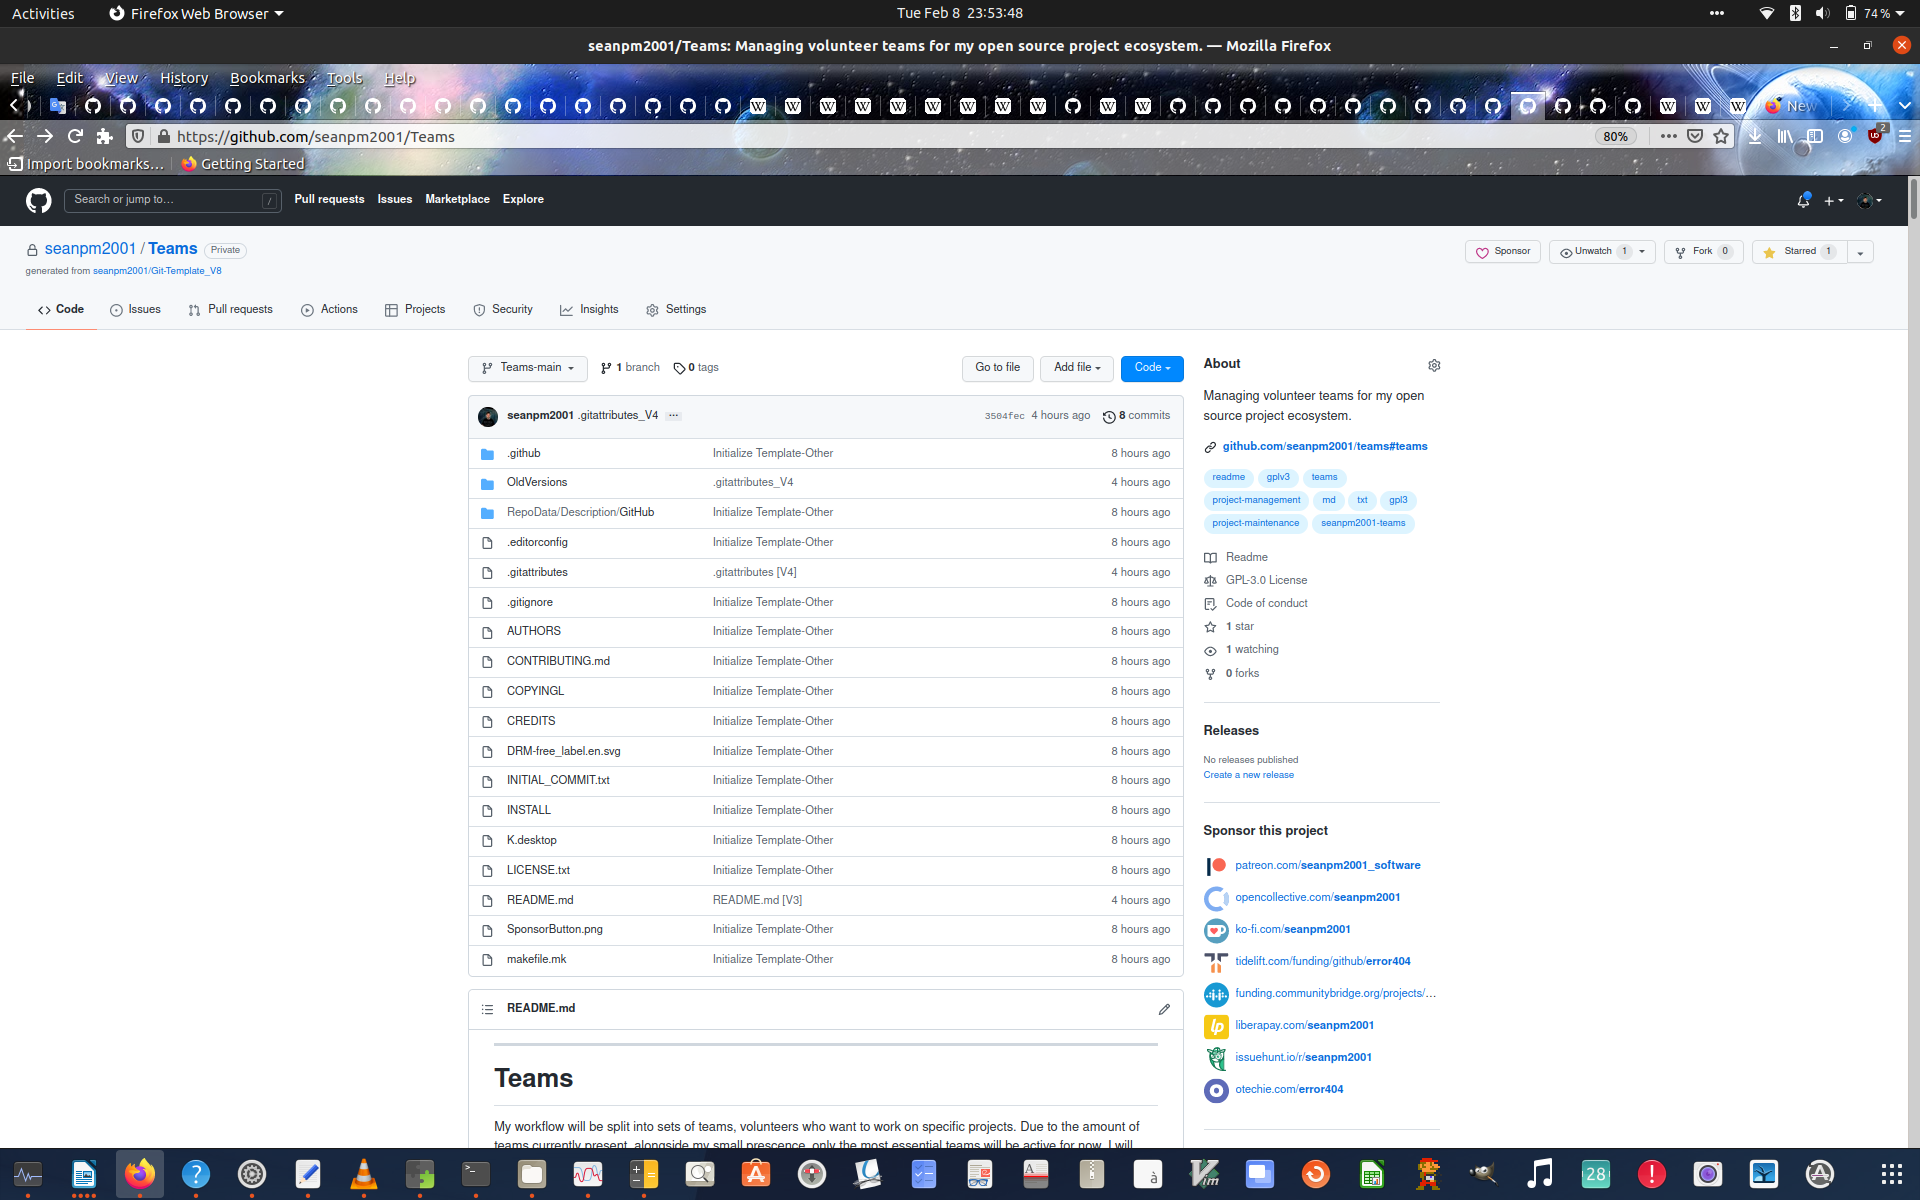 Activities Firefox Web Browser Tue Feb 8 23:53:48 74%
seanpm2001/Teams: Managing volunteer teams for my open source project ecosystem. — Mozilla Firefox
File Edit View History Bookmarks Tools Help
New
https://github.com/seanpm2001/Teams 80% 2
Import bookmarks... Getting Started
Search or jump to... / Pull requests Issues Marketplace Explore
seanpm2001 / Teams Private Sponsor Unwatch 1 Fork 0 Starred 1
generated from seanpm2001/Git-Template_V8
Code Issues Pull requests Actions Projects Security Insights Settings
Teams-main 1 branch 0 tags Go to file Add file Code
seanpm2001 .gitattributes_V4 ... 3504fec 4 hours ago 8 commits
.github Initialize Template-Other 8 hours ago
OldVersions .gitattributes_V4 4 hours ago
RepoData/Description/GitHub Initialize Template-Other 8 hours ago
.editorconfig Initialize Template-Other 8 hours ago
.gitattributes .gitattributes [V4] 4 hours ago
.gitignore Initialize Template-Other 8 hours ago
AUTHORS Initialize Template-Other 8 hours ago
CONTRIBUTING.md Initialize Template-Other 8 hours ago
COPYINGL Initialize Template-Other 8 hours ago
CREDITS Initialize Template-Other 8 hours ago
DRM-free_label.en.svg Initialize Template-Other 8 hours ago
INITIAL_COMMIT.txt Initialize Template-Other 8 hours ago
INSTALL Initialize Template-Other 8 hours ago
K.desktop Initialize Template-Other 8 hours ago
LICENSE.txt Initialize Template-Other 8 hours ago
README.md README.md [V3] 4 hours ago
SponsorButton.png Initialize Template-Other 8 hours ago
makefile.mk Initialize Template-Other 8 hours ago
README.md
Teams
My workflow will be split into sets of teams, volunteers who want to work on specific projects. Due to the amount of
teams currently present, alongside my small prescence, only the most essential teams will be active for now. I will
About
Managing volunteer teams for my open
source project ecosystem.
github.com/seanpm2001/teams#teams
readme gplv3 teams
project-management md txt gpl3
project-maintenance seanpm2001-teams
Readme
GPL-3.0 License
Code of conduct
1 star
1 watching
0 forks
Releases
No releases published
Create a new release
Sponsor this project
patreon.com/seanpm2001_software
opencollective.com/seanpm2001
ko-fi.com/seanpm2001
tidelift.com/funding/github/error404
funding.communitybridge.org/projects/...
liberapay.com/seanpm2001
issuehunt.io/r/seanpm2001
otechie.com/error404
28